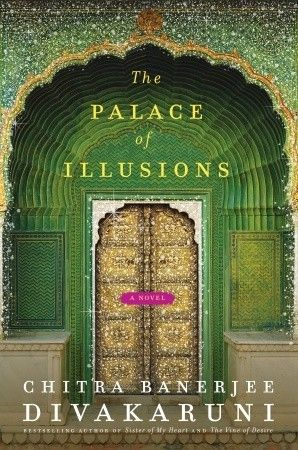 The
PALACE
of
ILLUSIONS
A NOVEL
CHITRA BANERJEE
DIVAKARUNI
BESTSELLING AUTHOR OF Sister of My Heart AND The Vine of Desire